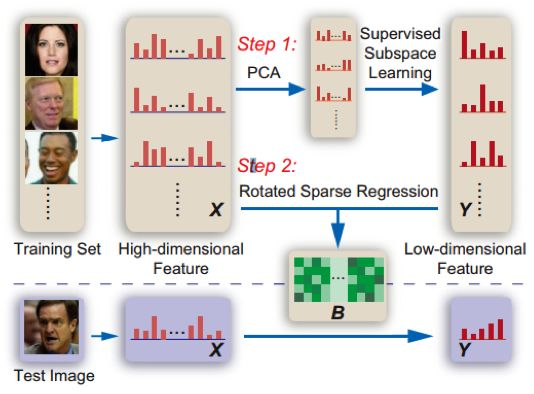 Step 1:
PCA
Supervised
Subspace
Learning
Step 2:
Rotated Sparse Regression
X
Y
Training Set
High-dimensional
Feature
Low-dimensional
Feature
B
X
Y
Test Image